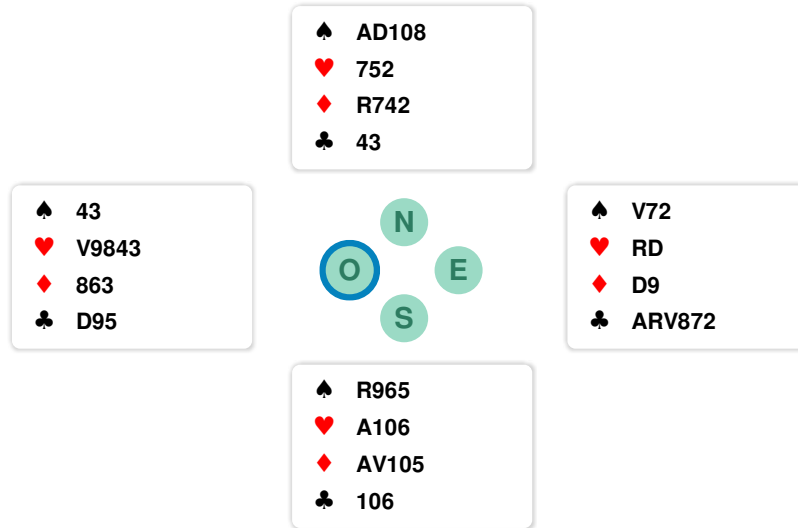 ♠ AD108
♥ 752
♦ R742
♣ 43
♠ 43
♥ V9843
♦ 863
♣ D95
N
O E
S
♠ V72
♥ RD
♦ D9
♣ ARV872
♠ R965
♥ A106
♦ AV105
♣ 106